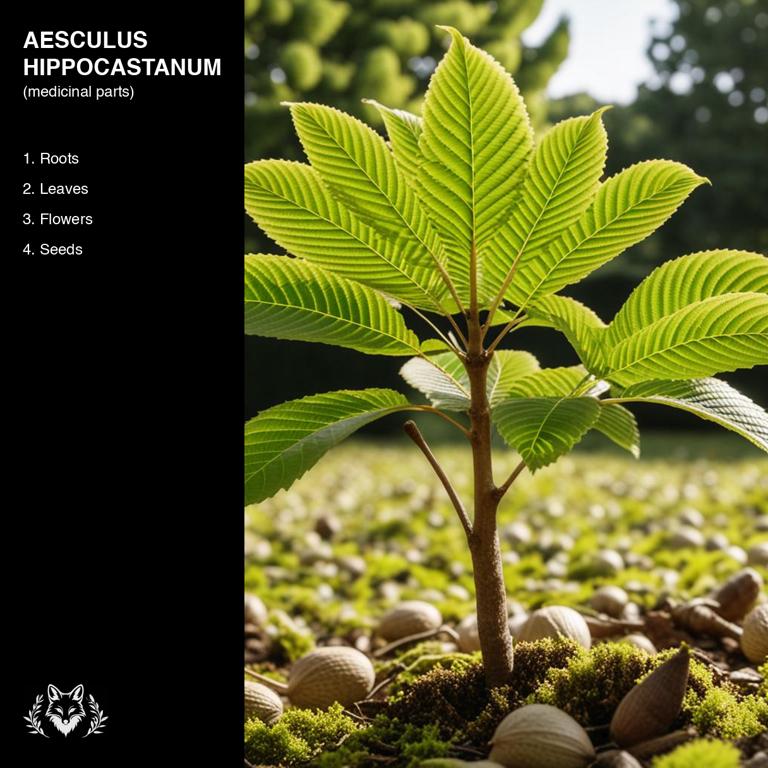 AESCULUS
HIPPOCASTANUM
(medicinal parts)
1. Roots
2. Leaves
3. Flowers
4. Seeds